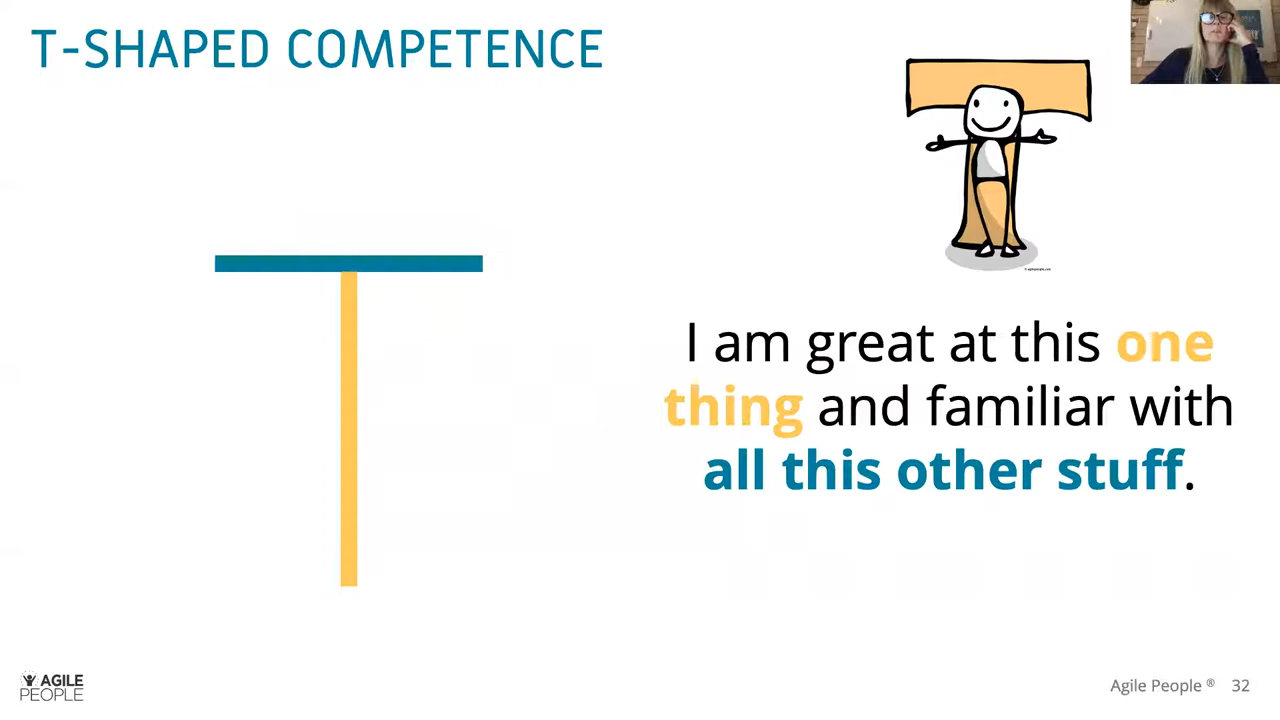 T-SHAPED COMPETENCE
I am great at this one
thing and familiar with
all this other stuff.
AGILE
PEOPLE
Agile People ® 32